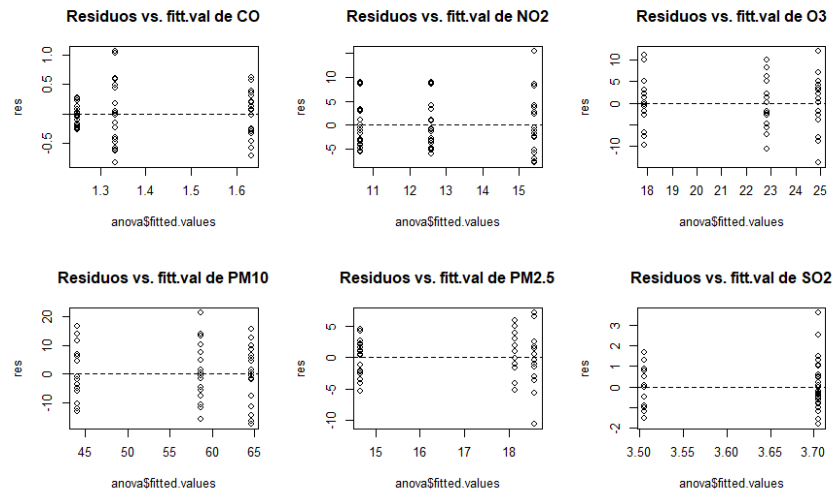 Residuos vs. fitt.val de CO
res
-0.5 0.5 1.0
1.3 1.4 1.5 1.6
anova$fitted.values
Residuos vs. fitt.val de NO2
res
-5 0 5 10
11 12 13 14 15
anova$fitted.values
Residuos vs. fitt.val de O3
res
-10 0 5 10
18 19 20 21 22 23 24 25
anova$fitted.values
Residuos vs. fitt.val de PM10
res
-10 0 10 20
45 50 55 60 65
anova$fitted.values
Residuos vs. fitt.val de PM2.5
res
-10 -5 0 5
15 16 17 18
anova$fitted.values
Residuos vs. fitt.val de SO2
res
-2 0 1 2 3
3.50 3.55 3.60 3.65 3.70
anova$fitted.values